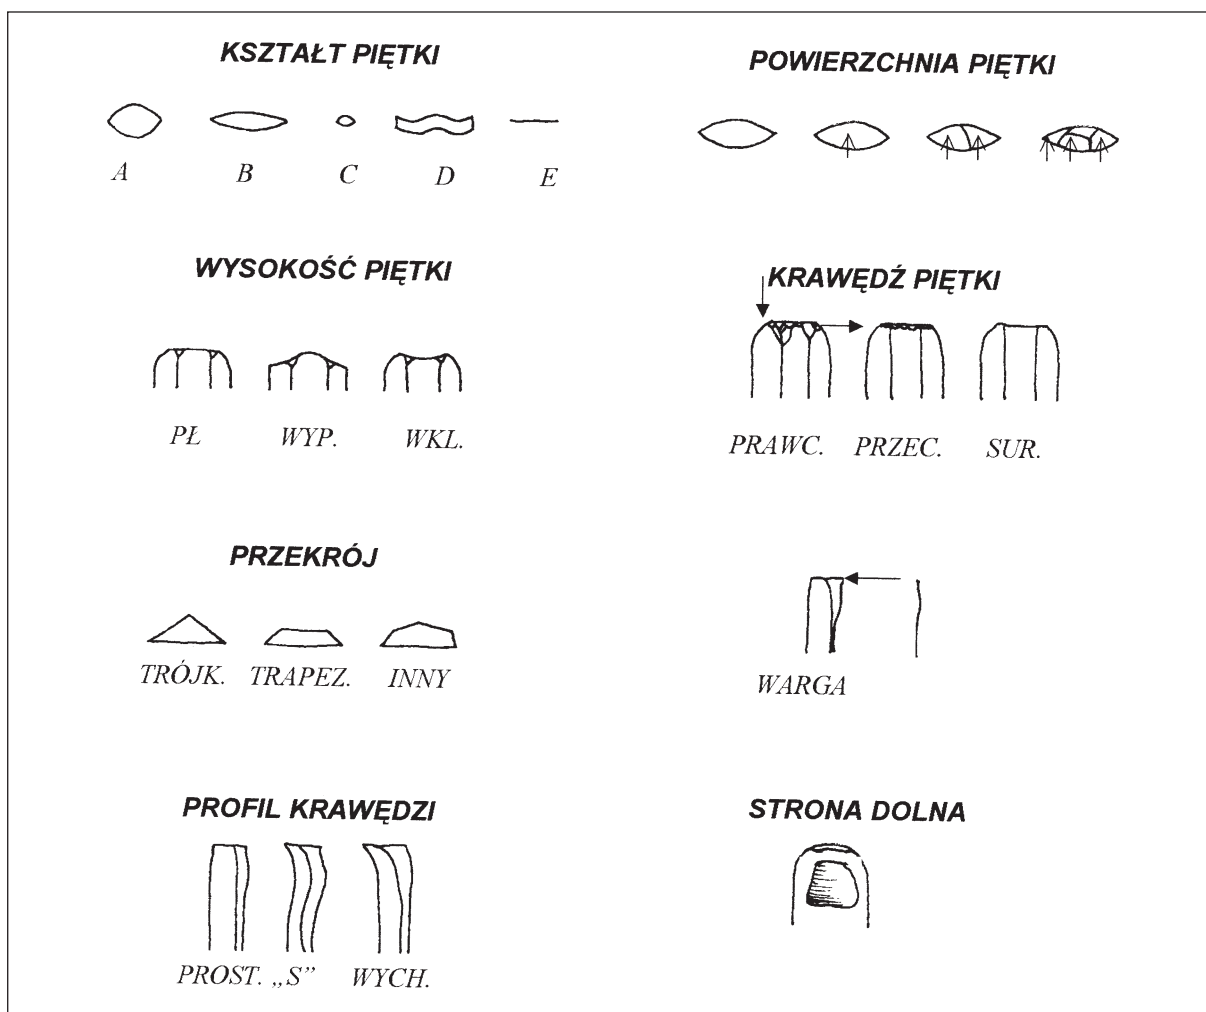 KSZTAŁT PIĘTKI
A B C D E
POWIERZCHNIA PIĘTKI
WYSOKOŚĆ PIĘTKI
PŁ WYP. WKL.
KRAWĘDŹ PIĘTKI
PRAWC. PRZEC. SUR.
PRZEKRÓJ
TRÓJK. TRAPEZ. INNY
WARGA
PROFIL KRAWĘDZI
PROST. „S” WYCH.
STRONA DOLNA